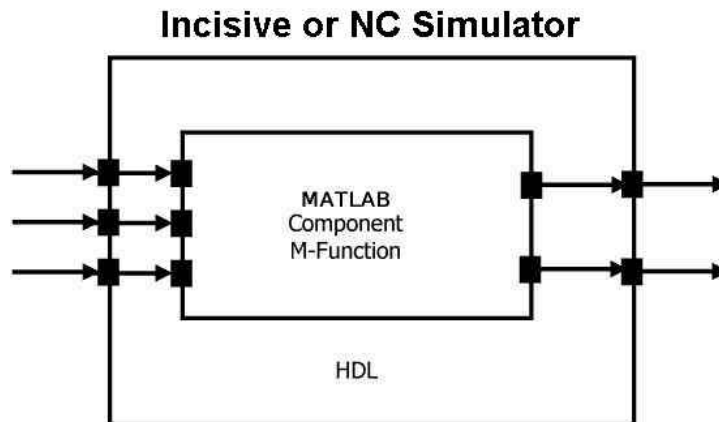 Incisive or NC Simulator
MATLAB
Component
M-Function
HDL